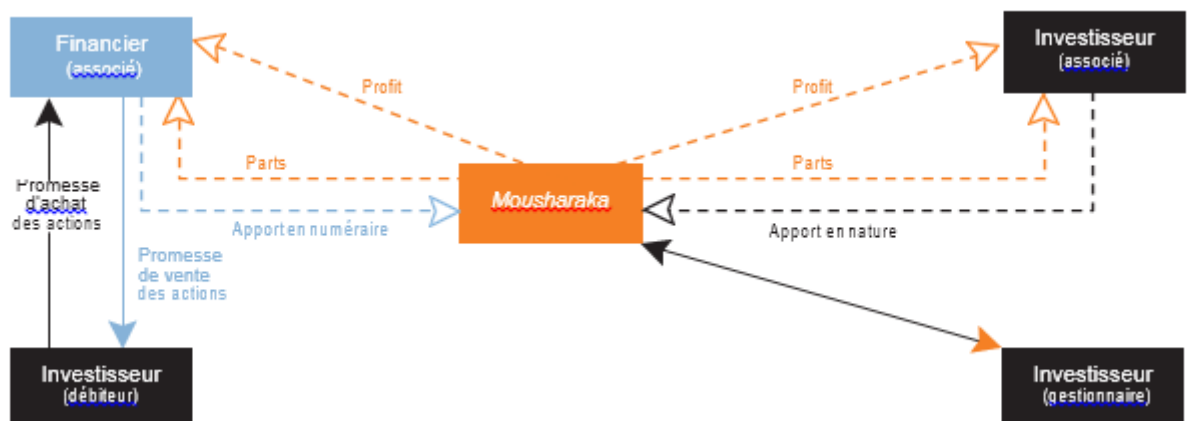 Financier
(associé)
Investisseur
(associé)
Profit
Profit
Parts
Parts
Mousharaka
Promesse
d'achat
des actions
Apport en numéraire
Apport en nature
Promesse
de vente
des actions
Investisseur
(débiteur)
Investisseur
(gestionnaire)